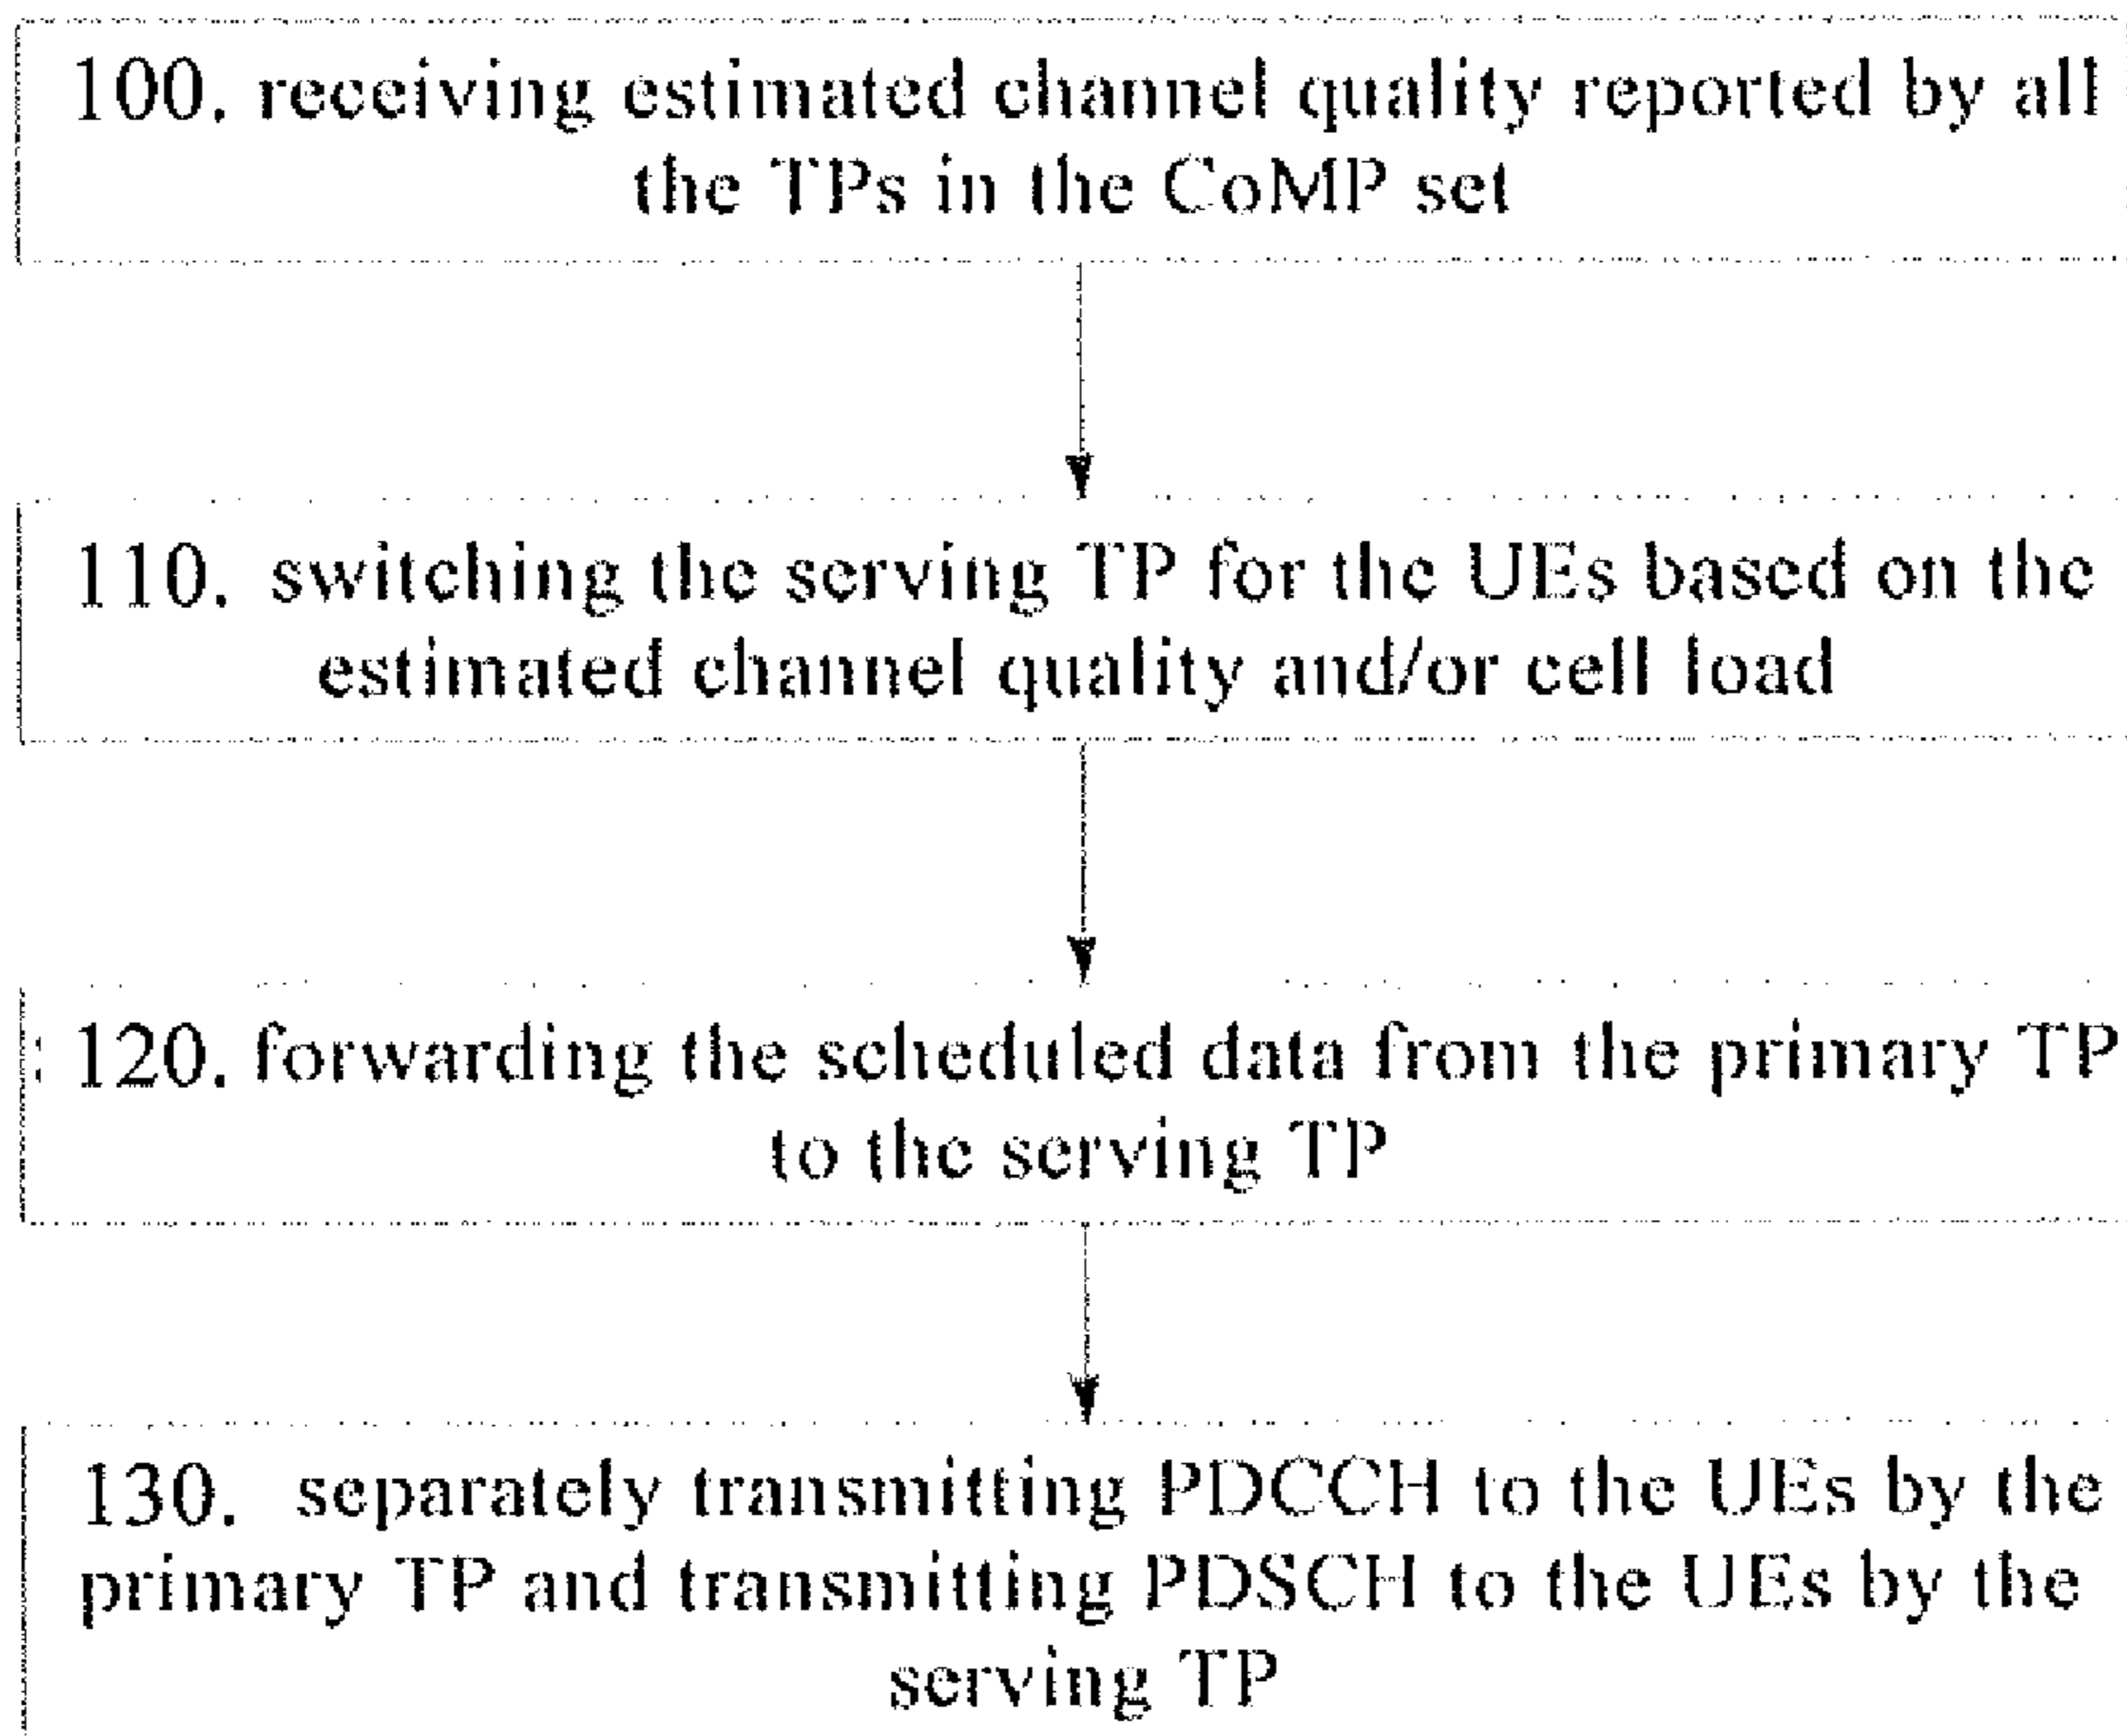 100. receiving estimated channel quality reported by all
the TPs in the CoMP set
110. switching the serving TP for the UEs based on the
estimated channel quality and/or cell load
120. forwarding the scheduled data from the primary TP
to the serving TP
130. separately transmitting PDCCH to the UEs by the
primary TP and transmitting PDSCH to the UEs by the
serving TP